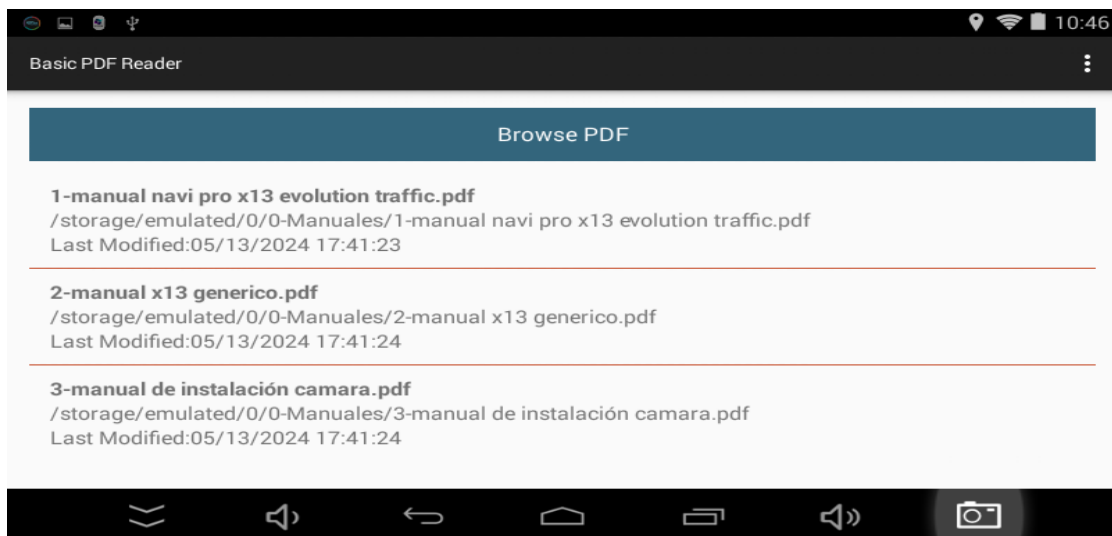 10:46
Basic PDF Reader
Browse PDF
1-manual navi pro x13 evolution traffic.pdf
/storage/emulated/0/0-Manuales/1-manual navi pro x13 evolution traffic.pdf
Last Modified:05/13/2024 17:41:23
2-manual x13 generico.pdf
/storage/emulated/0/0-Manuales/2-manual x13 generico.pdf
Last Modified:05/13/2024 17:41:24
3-manual de instalación camara.pdf
/storage/emulated/0/0-Manuales/3-manual de instalación camara.pdf
Last Modified:05/13/2024 17:41:24